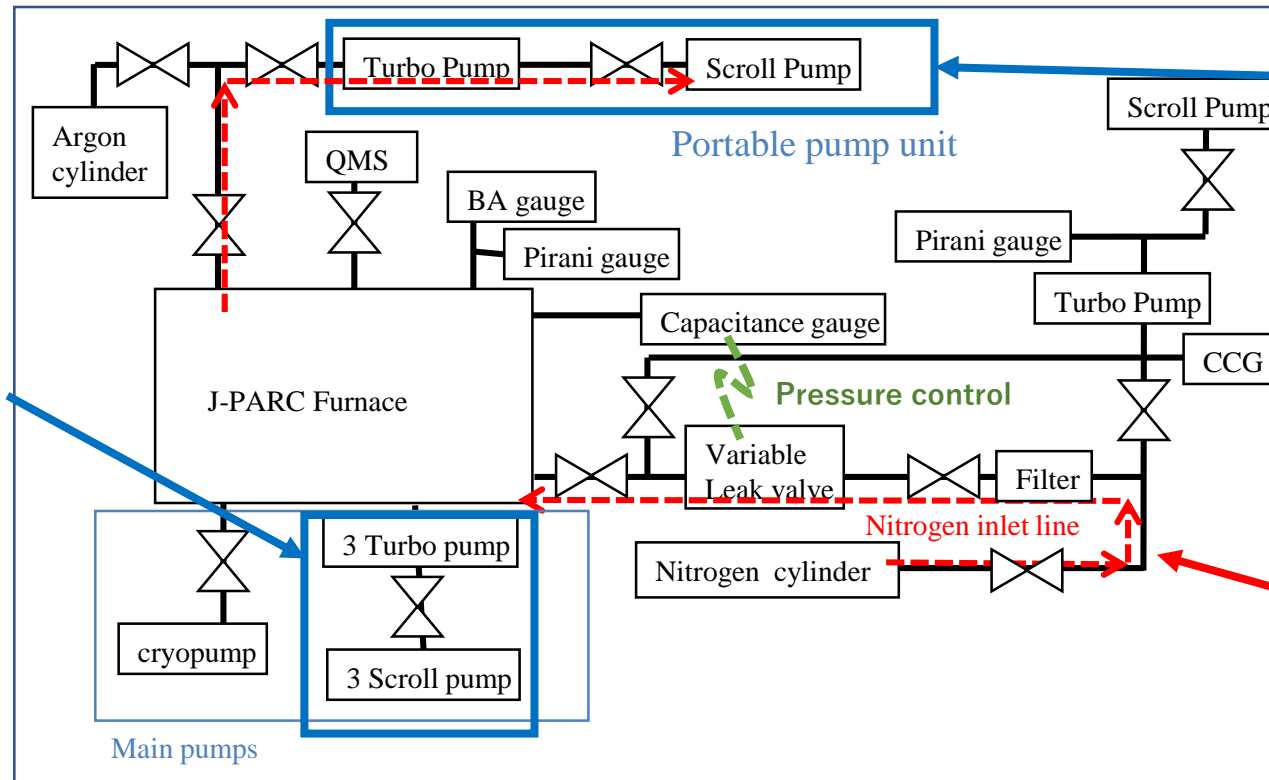 Turbo Pump
Scroll Pump
Argon
cylinder
Portable pump unit
Scroll Pump
QMS
BA gauge
Pirani gauge
Pirani gauge
Turbo Pump
Capacitance gauge
CCG
J-PARC Furnace
Pressure control
Variable
Leak valve
Filter
Nitrogen inlet line
3 Turbo pump
Nitrogen cylinder
cryopump
3 Scroll pump
Main pumps